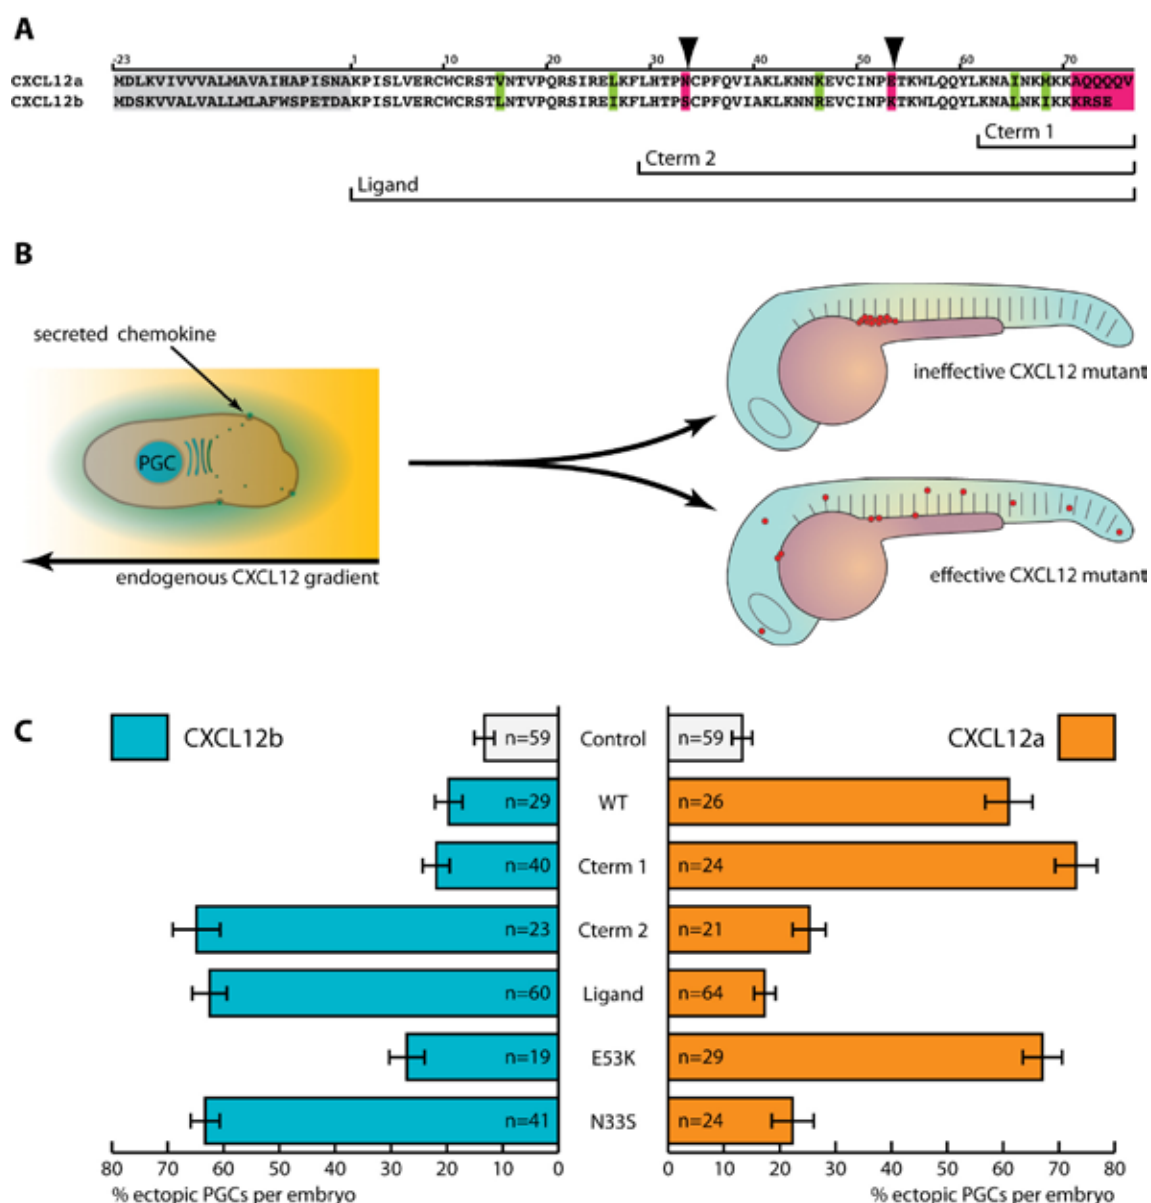 A
-23 1 10 20 30 40 50 60 70
CXCL12a MDLKVIVVVALMAVAIHAPISNAKPISLVERCWCRSTVNTVPQRSIRELKFLHTPNCPFQVIAKLKNNKEVCINPETKWLQQYLKNAINKMKKAQQQQV
CXCL12b MDSKVVALVALLMLAFWSPETDAKPISLVERCWCRSTLNTVPQRSIREIKFLHTPSCPFQVIAKLKNNREVCINPKTKWLQQYLKNALNKIKKKRSE
Cterm 1
Cterm 2
Ligand
B
secreted chemokine
PGC
endogenous CXCL12 gradient
ineffective CXCL12 mutant
effective CXCL12 mutant
C
CXCL12b n=59 Control n=59 CXCL12a
n=29 WT n=26
n=40 Cterm 1 n=24
n=23 Cterm 2 n=21
n=60 Ligand n=64
n=19 E53K n=29
n=41 N33S n=24
80 70 60 50 40 30 20 10 0 0 10 20 30 40 50 60 70 80
% ectopic PGCs per embryo % ectopic PGCs per embryo